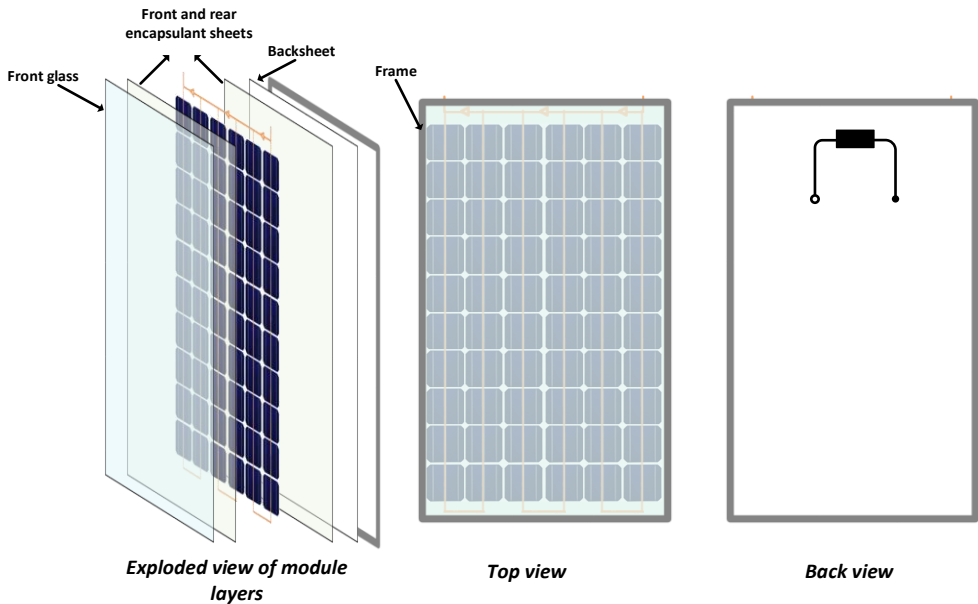 Front and rear
encapsulant sheets
Backsheet
Front glass
Frame
Exploded view of module
layers
Top view
Back view